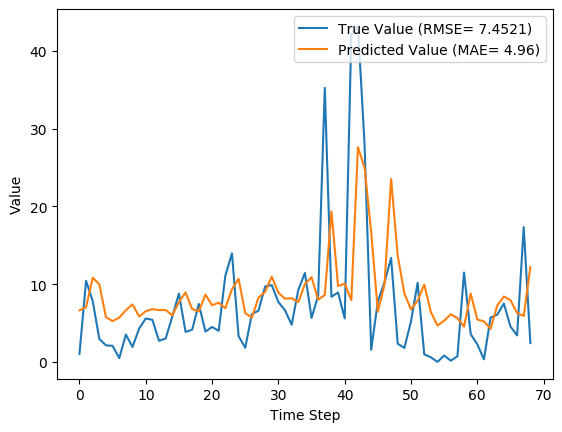 True Value (RMSE= 7.4521)
Predicted Value (MAE= 4.96)
40
30
20
10
0
Value
0 10 20 30 40 50 60 70
Time Step